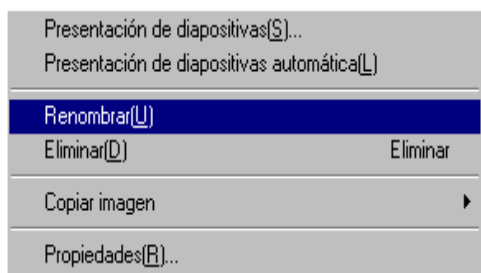 Presentación de diapositivas(S)...
Presentación de diapositivas automática(L)
Renombrar(U)
Eliminar(D) Eliminar
Copiar imagen
Propiedades(R)...